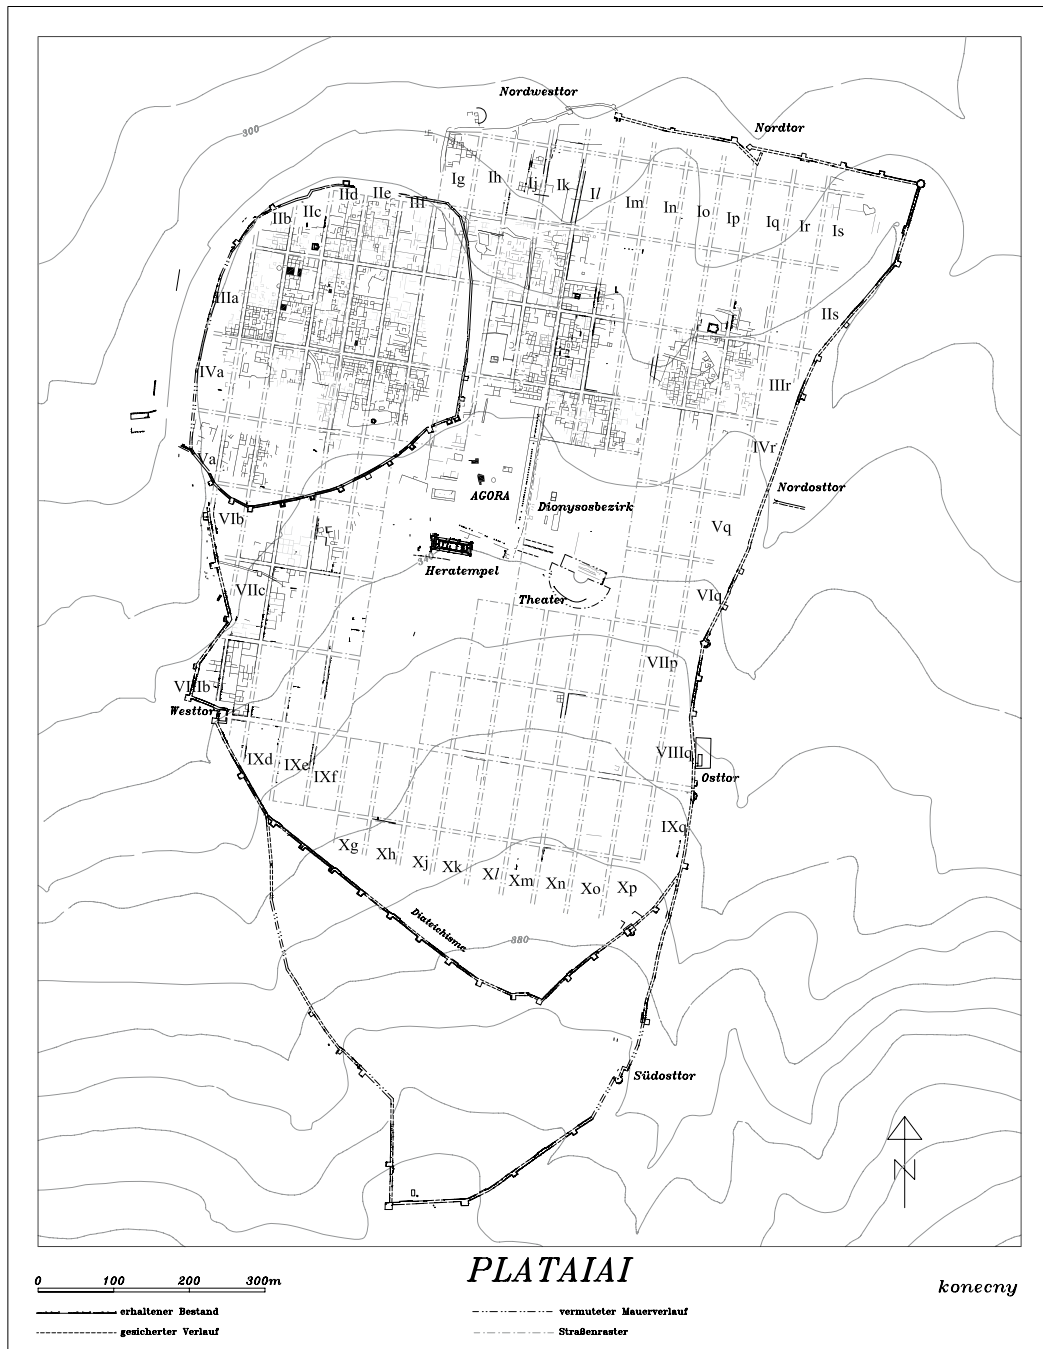 Nordwesttor
Nordtor
300
Ig
Ih
Ij
Ik
Il
Im
In
Io
Ip
Iq
Ir
Is
IIb
IIc
IId
IIe
IIf
IIs
IIIa
IIIr
IVa
IVr
Va
Vq
Nordosttor
AGORA
Dionysosbezirk
VIb
VIq
340
Heratempel
Theater
VIIc
VIIp
VIIIb
VIIIq
Westtor
Osttor
IXd
IXe
IXf
IXq
Xg
Xh
Xj
Xk
Xl
Xm
Xn
Xo
Xp
Diateichisma
380
Südosttor
N
PLATAIAI
konecny
0 100 200 300m
erhaltener Bestand
gesicherter Verlauf
vermuteter Mauerverlauf
Straßenraster